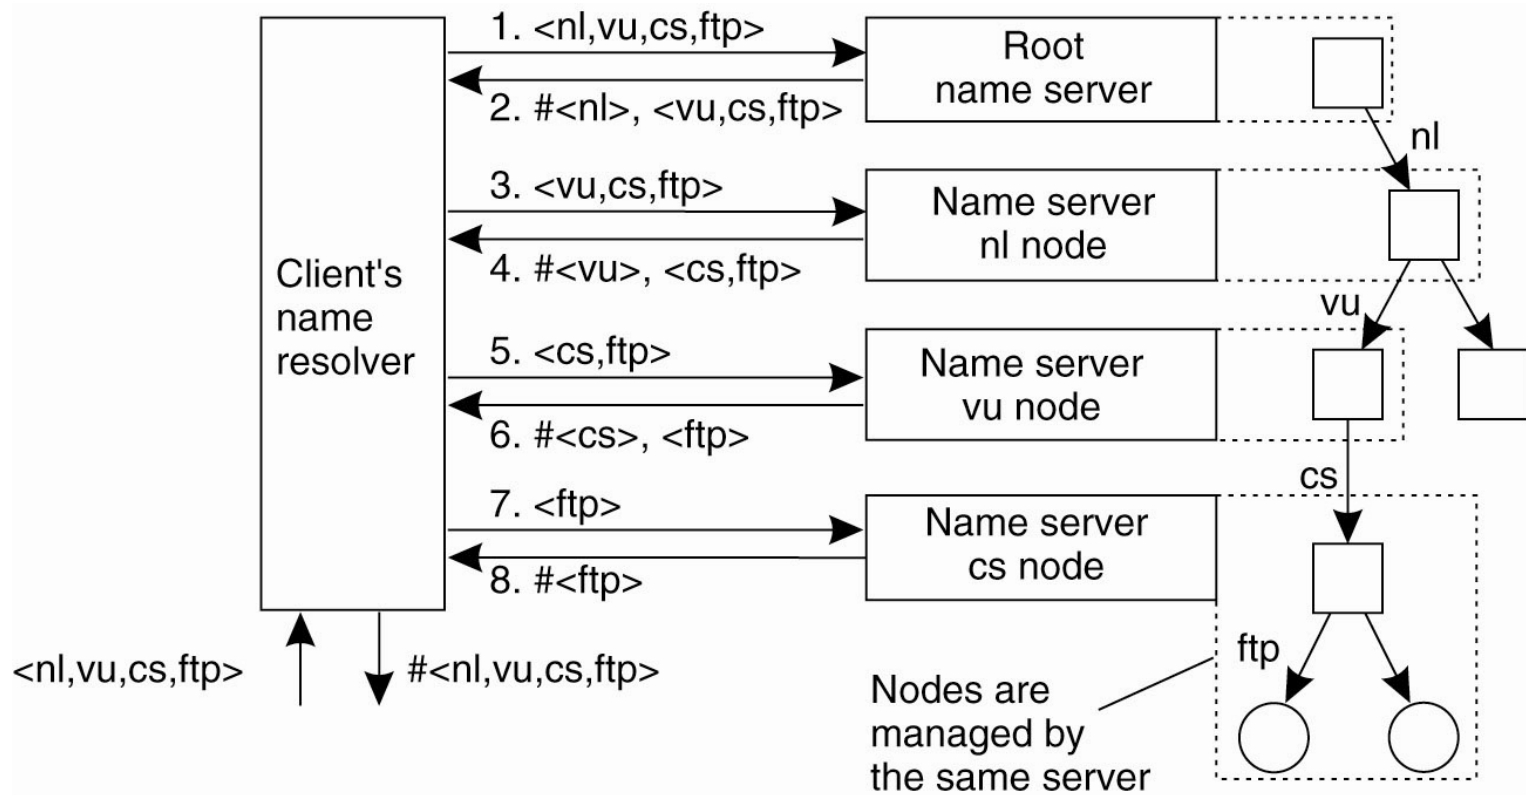 1. <nl,vu,cs,ftp>
Root
name server
2. #<nl>, <vu,cs,ftp>
nl
3. <vu,cs,ftp>
Name server
nl node
4. #<vu>, <cs,ftp>
Client's
name
resolver
vu
5. <cs,ftp>
Name server
vu node
6. #<cs>, <ftp>
cs
7. <ftp>
Name server
cs node
8. #<ftp>
ftp
<nl,vu,cs,ftp>
#<nl,vu,cs,ftp>
Nodes are
managed by
the same server